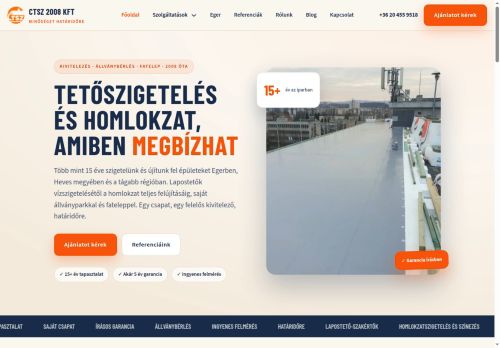 CTSZ 2008 KFT
MINŐSÉGET HATÁRIDŐRE
Főoldal
Szolgáltatások
Eger
Referenciák
Rólunk
Blog
Kapcsolat
+36 20 455 9518
Ajánlatot kérek
KIVITELEZÉS · ÁLLVÁNYBÉRLÉS · FATELEP · 2008 ÓTA
TETŐSZIGETELÉS
ÉS HOMLOKZAT,
AMIBEN MEGBÍZHAT
Több mint 15 éve szigetelünk és újítunk fel épületeket Egerben,
Heves megyében és a tágabb régióban. Lapostetők
vízszigetelésétől a homlokzat teljes felújításáig, saját
állványparkkal és fateleppel. Egy csapat, egy felelős kivitelező,
határidőre.
Ajánlatot kérek
Referenciáink
✓ 15+ év tapasztalat
✓ Akár 5 év garancia
✓ Ingyenes felmérés
15+ év az iparban
✓ Garancia írásban
PASZTALAT
SAJÁT CSAPAT
ÍRÁSOS GARANCIA
ÁLLVÁNYBÉRLÉS
INGYENES FELMÉRÉS
HATÁRIDŐRE
LAPOSTETŐ-SZAKÉRTŐK
HOMLOKZATSZIGETELÉS ÉS SZÍNEZÉS